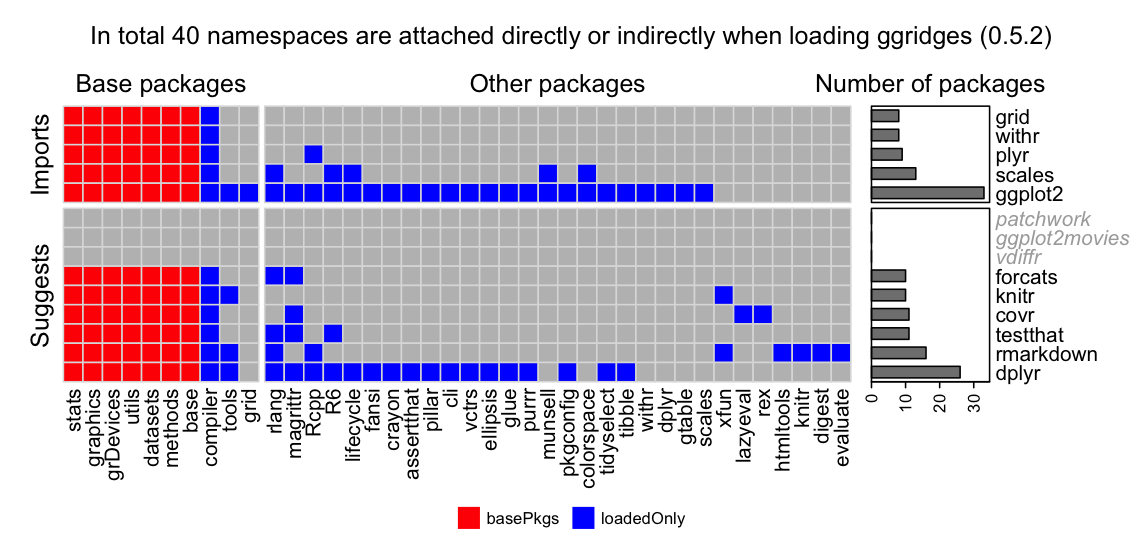 In total 40 namespaces are attached directly or indirectly when loading ggridges (0.5.2)
Base packages
Other packages
Number of packages
Imports
grid
withr
plyr
scales
ggplot2
Suggests
patchwork
ggplot2movies
vdiffr
forcats
knitr
covr
testthat
rmarkdown
dplyr
stats
graphics
grDevices
utils
datasets
methods
base
compiler
tools
grid
rlang
magrittr
Rcpp
R6
lifecycle
fansi
crayon
assertthat
pillar
cli
vctrs
ellipsis
glue
purrr
munsell
pkgconfig
colorspace
tidyselect
tibble
withr
dplyr
gtable
scales
xfun
lazyeval
rex
htmltools
knitr
digest
evaluate
0
10
20
30
basePkgs
loadedOnly